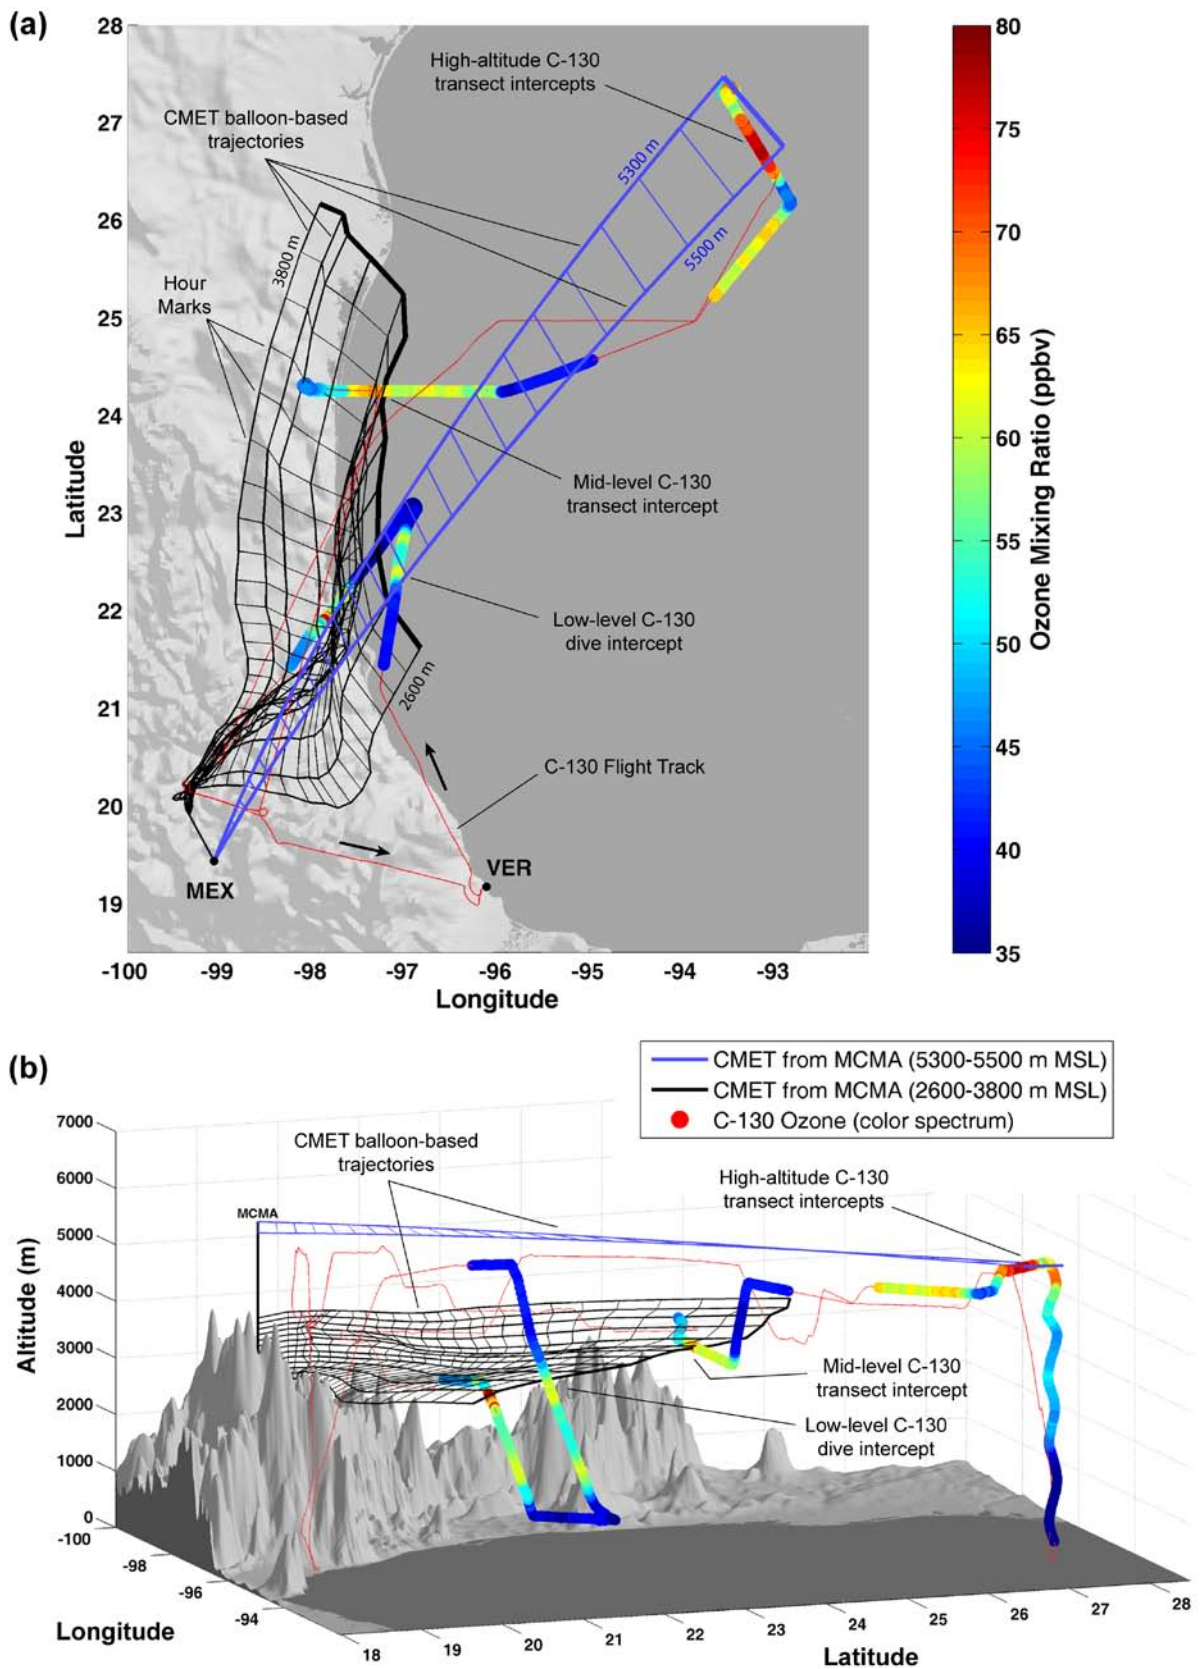 (a)
28
27
26
25
24
23
22
21
20
19
Latitude
-100
-99
-98
-97
-96
-95
-94
-93
Longitude
High-altitude C-130
transect intercepts
CMET balloon-based
trajectories
5300 m
5500 m
3800 m
Hour
Marks
Mid-level C-130
transect intercept
Low-level C-130
dive intercept
2600 m
C-130 Flight Track
MEX
VER
80
75
70
65
60
55
50
45
40
35
Ozone Mixing Ratio (ppbv)
(b)
CMET from MCMA (5300-5500 m MSL)
CMET from MCMA (2600-3800 m MSL)
C-130 Ozone (color spectrum)
7000
6000
5000
4000
3000
2000
1000
0
Altitude (m)
CMET balloon-based
trajectories
High-altitude C-130
transect intercepts
MCMA
Mid-level C-130
transect intercept
Low-level C-130
dive intercept
-100
-98
-96
-94
Longitude
18
19
20
21
22
23
24
25
26
27
28
Latitude